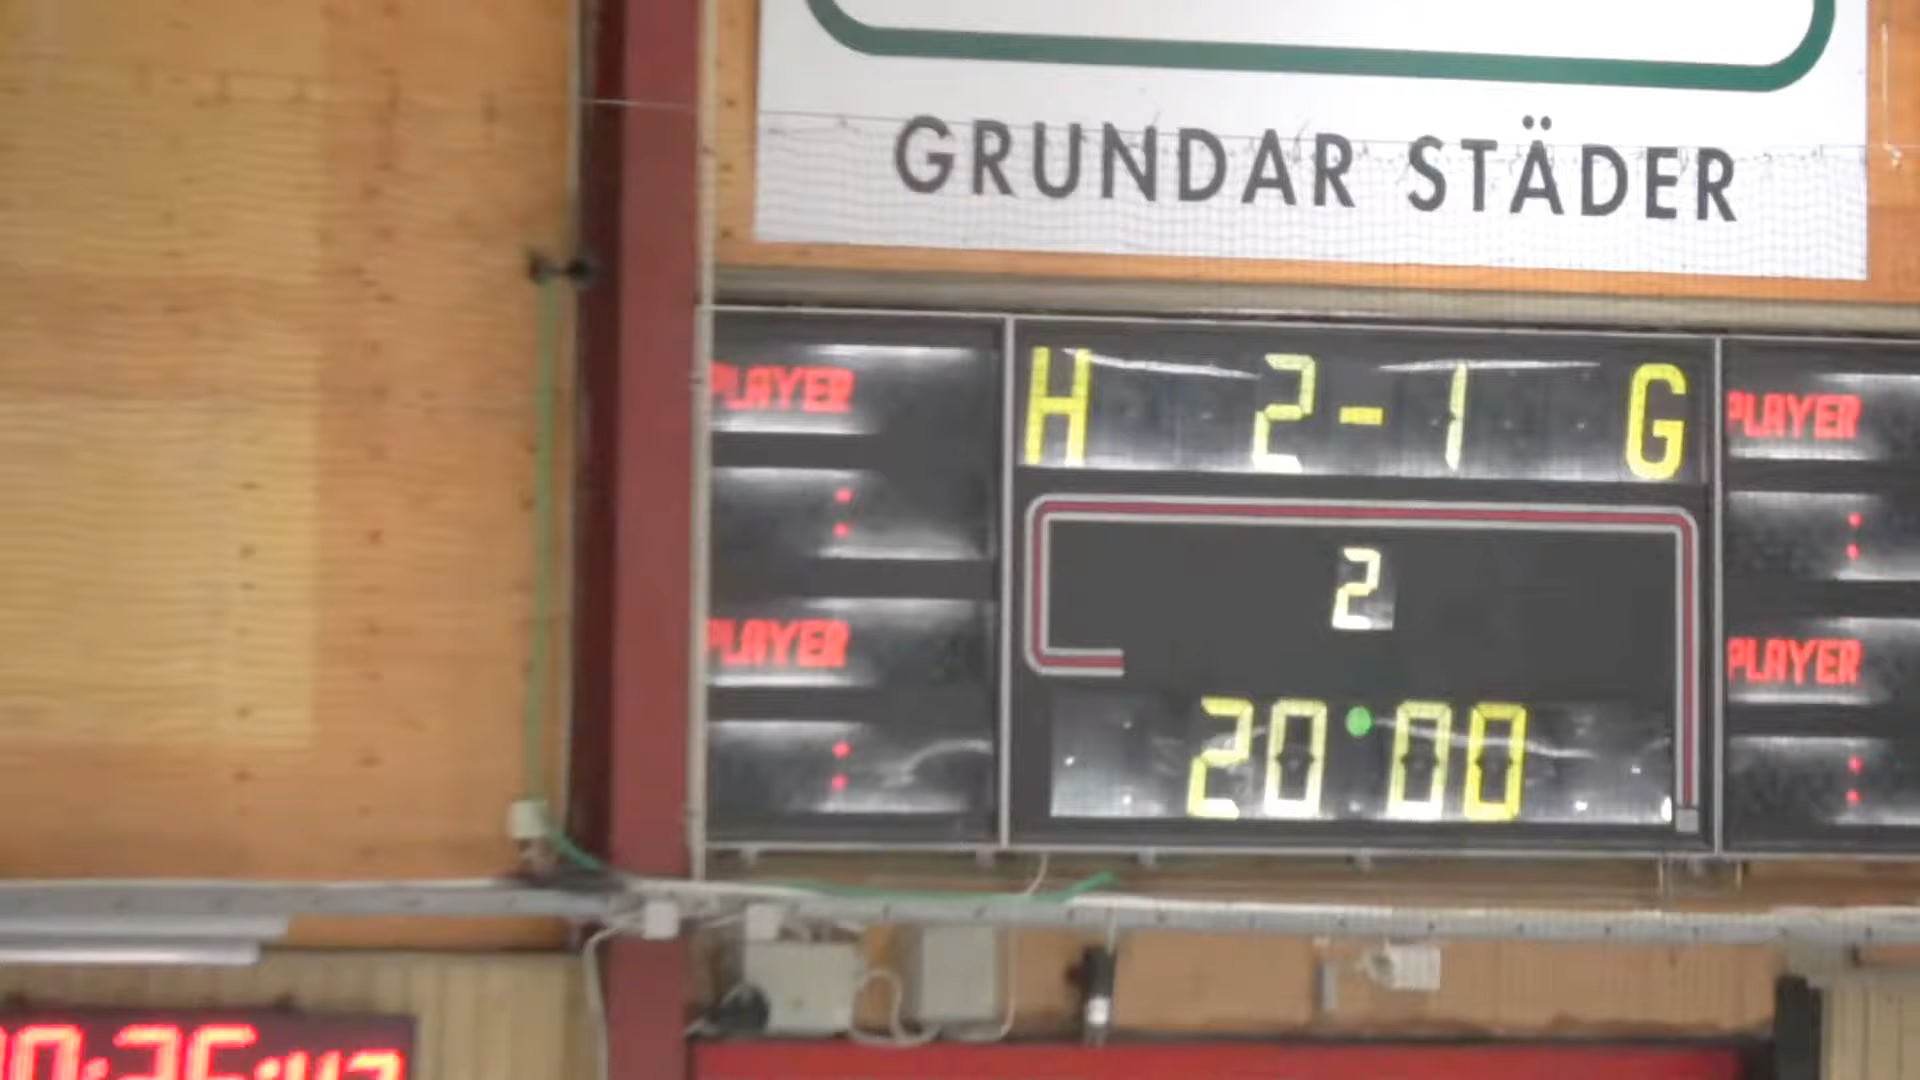 GRUNDAR STÄDER
H 2-1 G
PLAYER PLAYER
:
:
2
PLAYER PLAYER
20:00
:
: